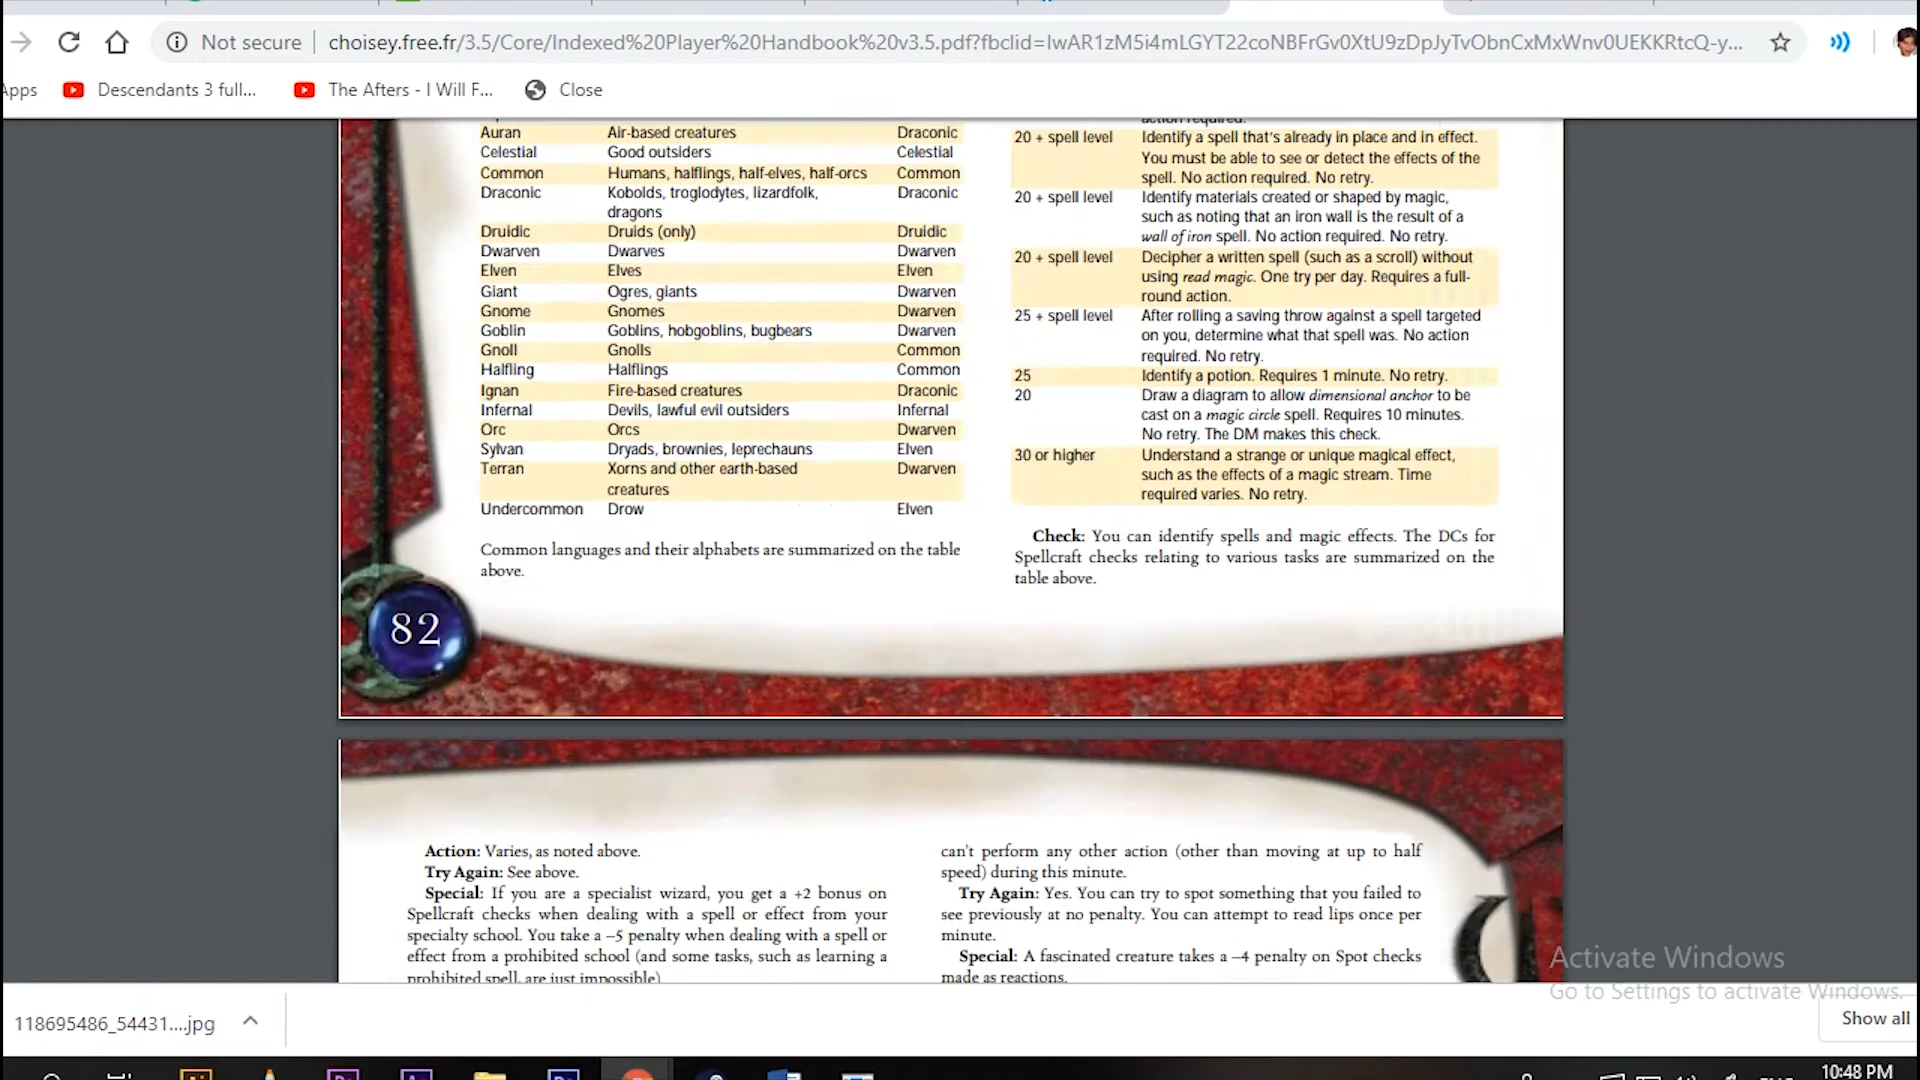 Not secure
choisey.free.fr/3.5/Core/Indexed%20Player%20Handbook%20v3.5.pdf?fbclid=IwAR1zM5i4mLGYT22coNBFrGv0XtU9zDpJyTvObnCxMxWnv0UEKKRtcQ-y...
Apps
Descendants 3 full...
The Afters - I Will F...
Close
Auran Air-based creatures Draconic
Celestial Good outsiders Celestial
Common Humans, halflings, half-elves, half-orcs Common
Draconic Kobolds, troglodytes, lizardfolk, Draconic
dragons
Druidic Druids (only) Druidic
Dwarven Dwarves Dwarven
Elven Elves Elven
Giant Ogres, giants Dwarven
Gnome Gnomes Dwarven
Goblin Goblins, hobgoblins, bugbears Dwarven
Gnoll Gnolls Common
Halfling Halflings Common
Ignan Fire-based creatures Draconic
Infernal Devils, lawful evil outsiders Infernal
Orc Orcs Dwarven
Sylvan Dryads, brownies, leprechauns Elven
Terran Xorns and other earth-based Dwarven
creatures
Undercommon Drow Elven
Common languages and their alphabets are summarized on the table
above.
82
action required.
20 + spell level Identify a spell that's already in place and in effect.
You must be able to see or detect the effects of the
spell. No action required. No retry.
20 + spell level Identify materials created or shaped by magic,
such as noting that an iron wall is the result of a
wall of iron spell. No action required. No retry.
20 + spell level Decipher a written spell (such as a scroll) without
using read magic. One try per day. Requires a full-
round action.
25 + spell level After rolling a saving throw against a spell targeted
on you, determine what that spell was. No action
required. No retry.
25 Identify a potion. Requires 1 minute. No retry.
20 Draw a diagram to allow dimensional anchor to be
cast on a magic circle spell. Requires 10 minutes.
No retry. The DM makes this check.
30 or higher Understand a strange or unique magical effect,
such as the effects of a magic stream. Time
required varies. No retry.
Check: You can identify spells and magic effects. The DCs for
Spellcraft checks relating to various tasks are summarized on the
table above.
Action: Varies, as noted above.
Try Again: See above.
Special: If you are a specialist wizard, you get a +2 bonus on
Spellcraft checks when dealing with a spell or effect from your
specialty school. You take a –5 penalty when dealing with a spell or
effect from a prohibited school (and some tasks, such as learning a
prohibited spell, are just impossible)
can't perform any other action (other than moving at up to half
speed) during this minute.
Try Again: Yes. You can try to spot something that you failed to
see previously at no penalty. You can attempt to read lips once per
minute.
Special: A fascinated creature takes a –4 penalty on Spot checks
made as reactions.
Activate Windows
Go to Settings to activate Windows.
118695486_54431....jpg
Show all
10:48 PM